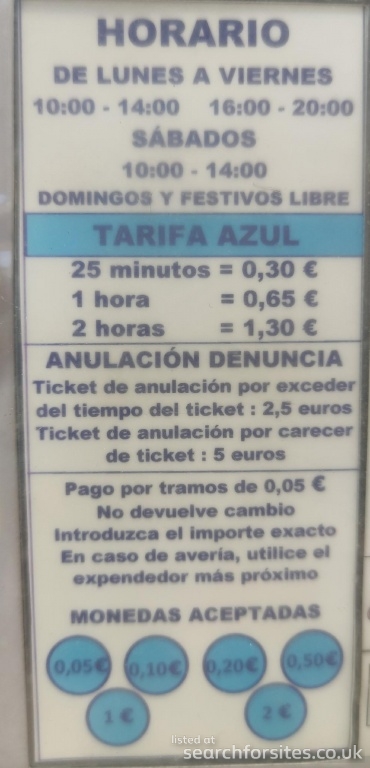 HORARIO
DE LUNES A VIERNES
10:00 - 14:00 16:00 - 20:00
SÁBADOS
10:00 - 14:00
DOMINGOS Y FESTIVOS LIBRE
TARIFA AZUL
25 minutos = 0,30 €
1 hora = 0,65 €
2 horas = 1,30 €
ANULACIÓN DENUNCIA
Ticket de anulación por exceder
del tiempo del ticket : 2,5 euros
Ticket de anulación por carecer
de ticket : 5 euros
Pago por tramos de 0,05 €
No devuelve cambio
Introduzca el importe exacto
En caso de avería, utilice el
expendedor más próximo
MONEDAS ACEPTADAS
0,05€ 0,10€ 0,20€ 0,50€
1 € 2 €
listed at
searchforsites.co.uk